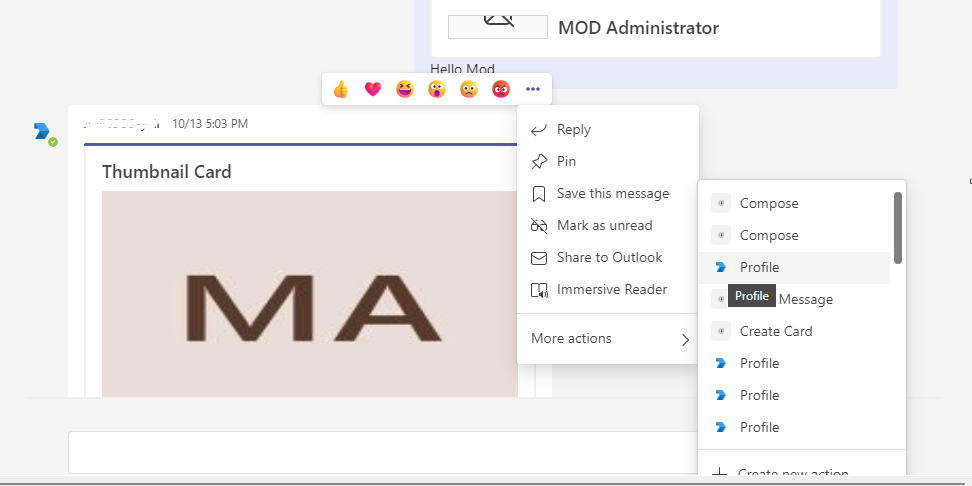 MOD Administrator
Hello Mod
10/13 5:03 PM
Thumbnail Card
MA
Reply
Pin
Save this message
Mark as unread
Share to Outlook
Immersive Reader
More actions
Compose
Compose
Profile
Profile
Message
Create Card
Profile
Profile
Profile
Create new action